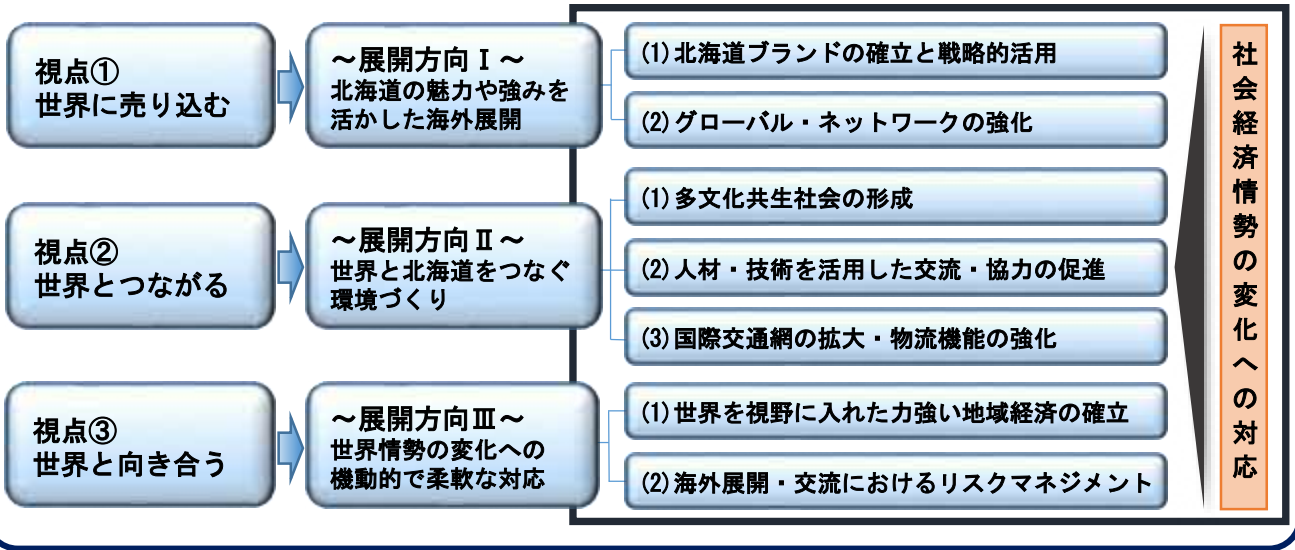 視点①
世界に売り込む
～展開方向Ⅰ～
北海道の魅力や強みを
活かした海外展開
(1)北海道ブランドの確立と戦略的活用
(2)グローバル・ネットワークの強化
視点②
世界とつながる
～展開方向Ⅱ～
世界と北海道をつなぐ
環境づくり
(1)多文化共生社会の形成
(2)人材・技術を活用した交流・協力の促進
(3)国際交通網の拡大・物流機能の強化
視点③
世界と向き合う
～展開方向Ⅲ～
世界情勢の変化への
機動的で柔軟な対応
(1)世界を視野に入れた力強い地域経済の確立
(2)海外展開・交流におけるリスクマネジメント
社会経済情勢の変化への対応